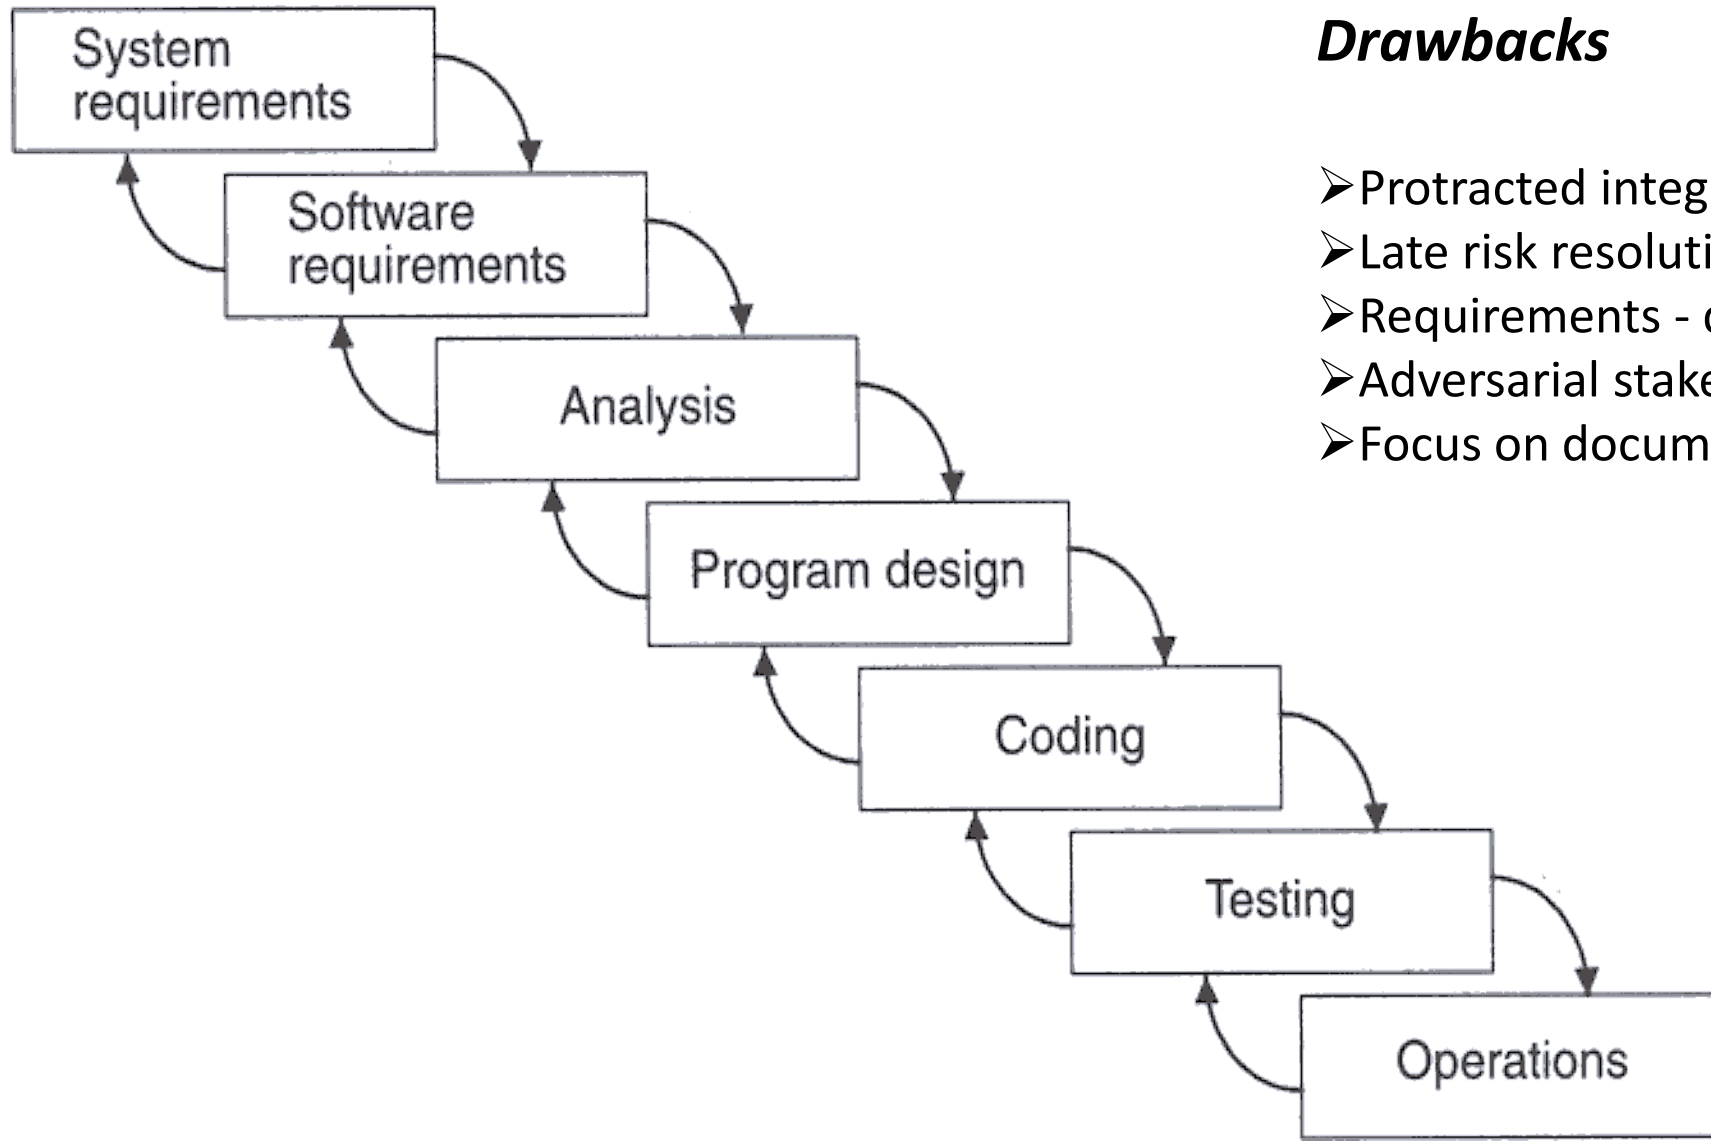 System
requirements
Software
requirements
Analysis
Program design
Coding
Testing
Operations
Drawbacks
➢Protracted integ
➢Late risk resoluti
➢Requirements - 
➢Adversarial stake
➢Focus on docum